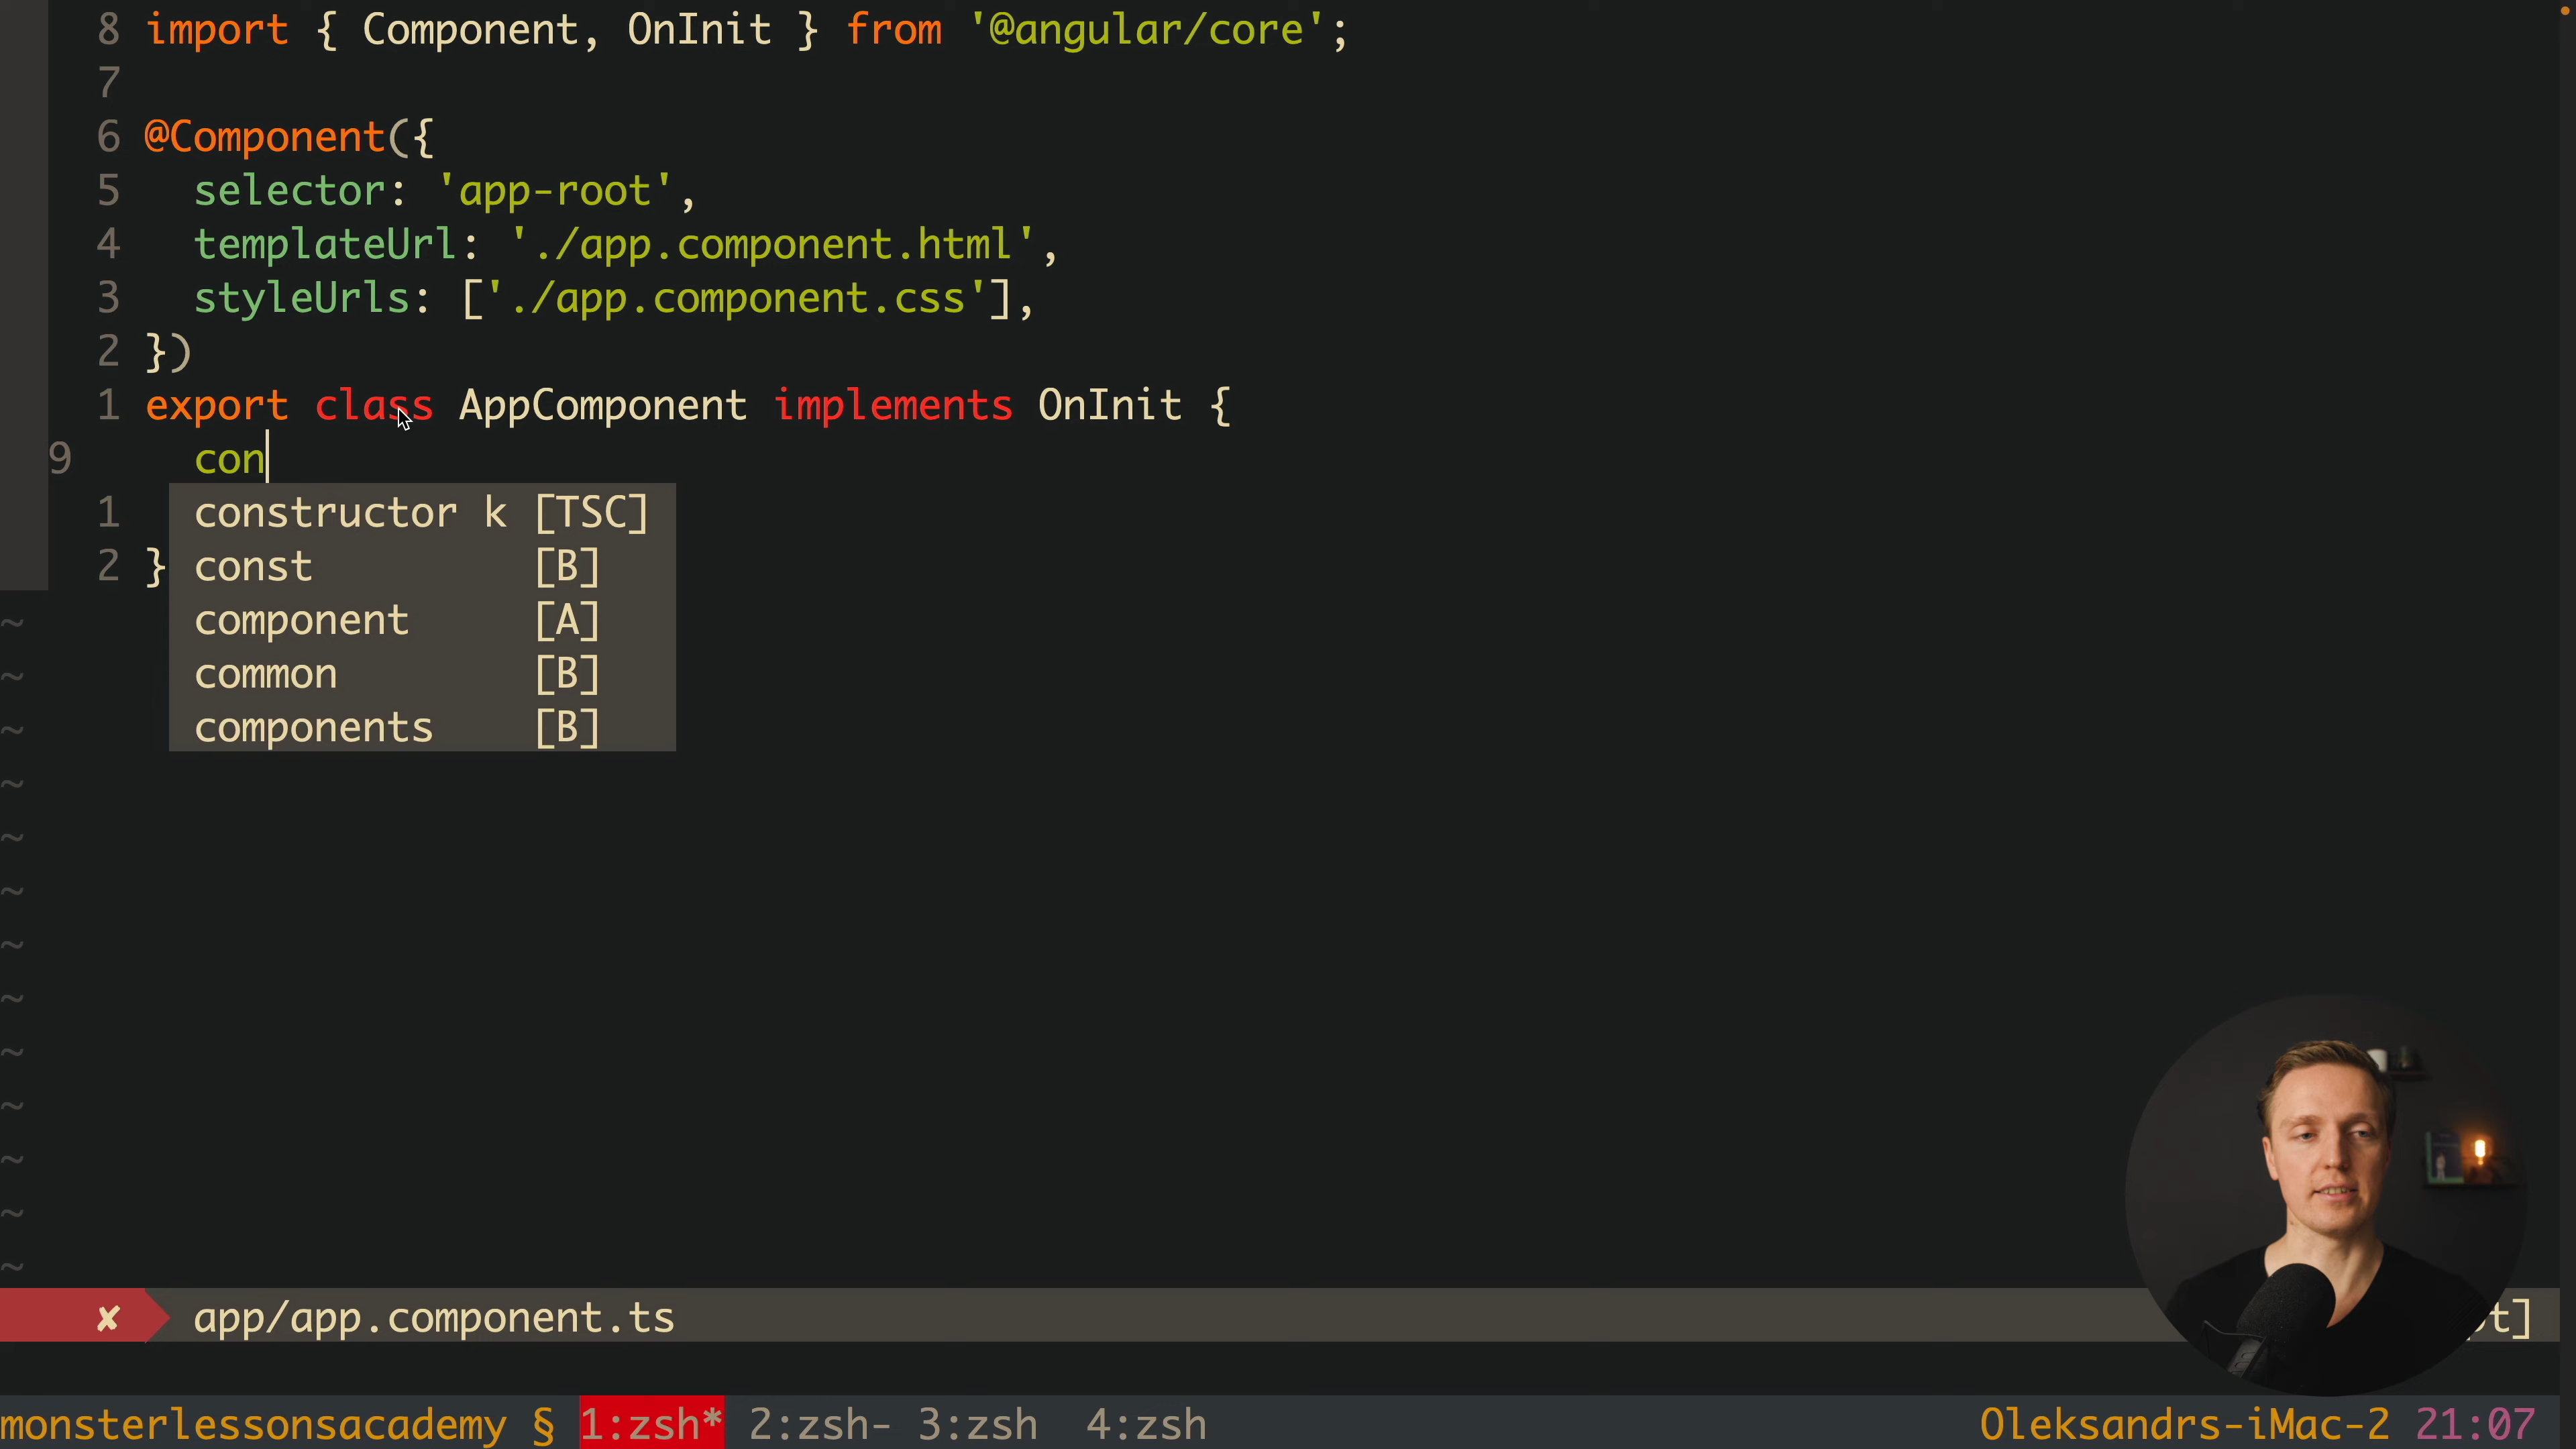 8 import { Component, OnInit } from '@angular/core';
7
6 @Component({
5   selector: 'app-root',
4   templateUrl: './app.component.html',
3   styleUrls: ['./app.component.css'],
2 })
1 export class AppComponent implements OnInit {
9   con
1   constructor k [TSC]
2 } const [B]
component [A]
common [B]
components [B]
~
~
~
~
~
~
~
~
~
~
~
~
~
✘ app/app.component.ts t]
monsterlessonsacademy § 1:zsh* 2:zsh- 3:zsh 4:zsh Oleksandrs-iMac-2 21:07